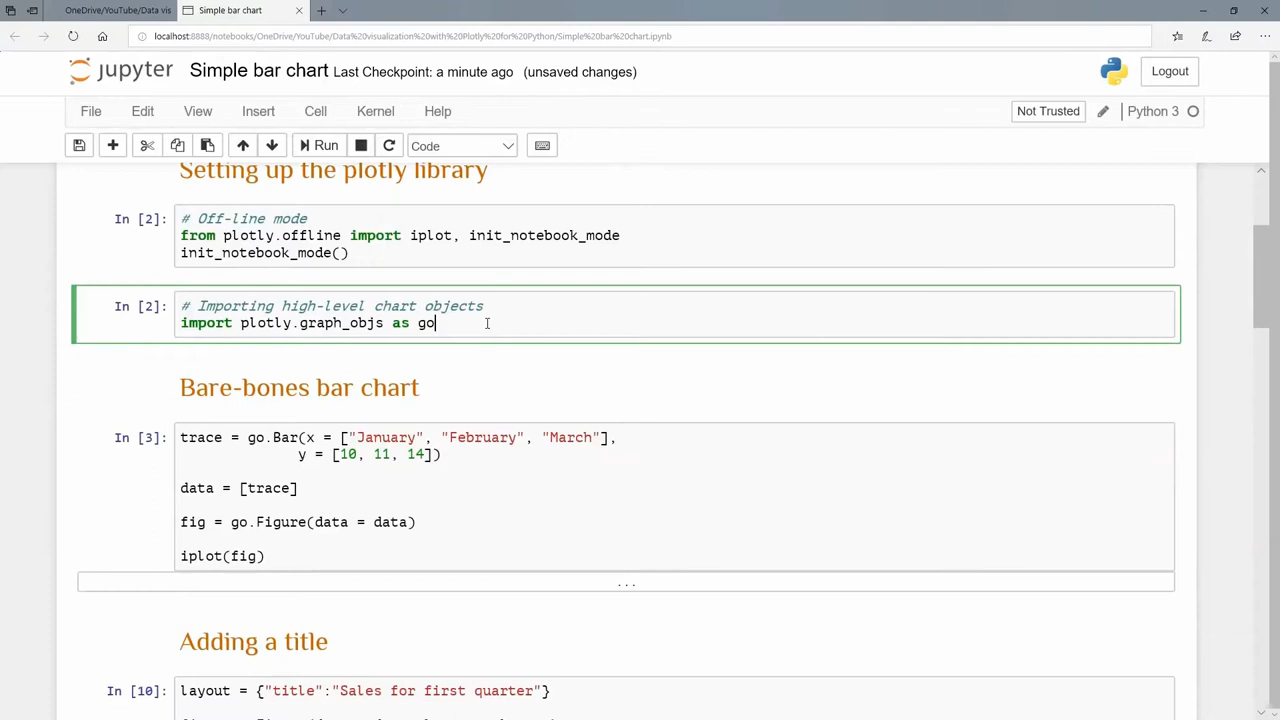 OneDrive/YouTube/Data vis
Simple bar chart
localhost:8888/notebooks/OneDrive/YouTube/Data%20visualization%20with%20Plotly%20for%20Python/Simple%20bar%20chart.ipynb
jupyter Simple bar chart Last Checkpoint: a minute ago (unsaved changes)
Logout
File Edit View Insert Cell Kernel Help
Not Trusted
Python 3
Run
Code
Setting up the plotly library
In [2]: # Off-line mode
from plotly.offline import iplot, init_notebook_mode
init_notebook_mode()
In [2]: # Importing high-level chart objects
import plotly.graph_objs as go
Bare-bones bar chart
In [3]: trace = go.Bar(x = ["January", "February", "March"],
y = [10, 11, 14])
data = [trace]
fig = go.Figure(data = data)
iplot(fig)
...
Adding a title
In [10]: layout = {"title":"Sales for first quarter"}